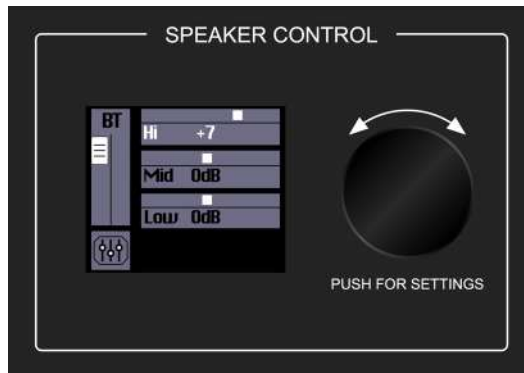 SPEAKER CONTROL
BT
Hi +7
Mid 0dB
Low 0dB
PUSH FOR SETTINGS